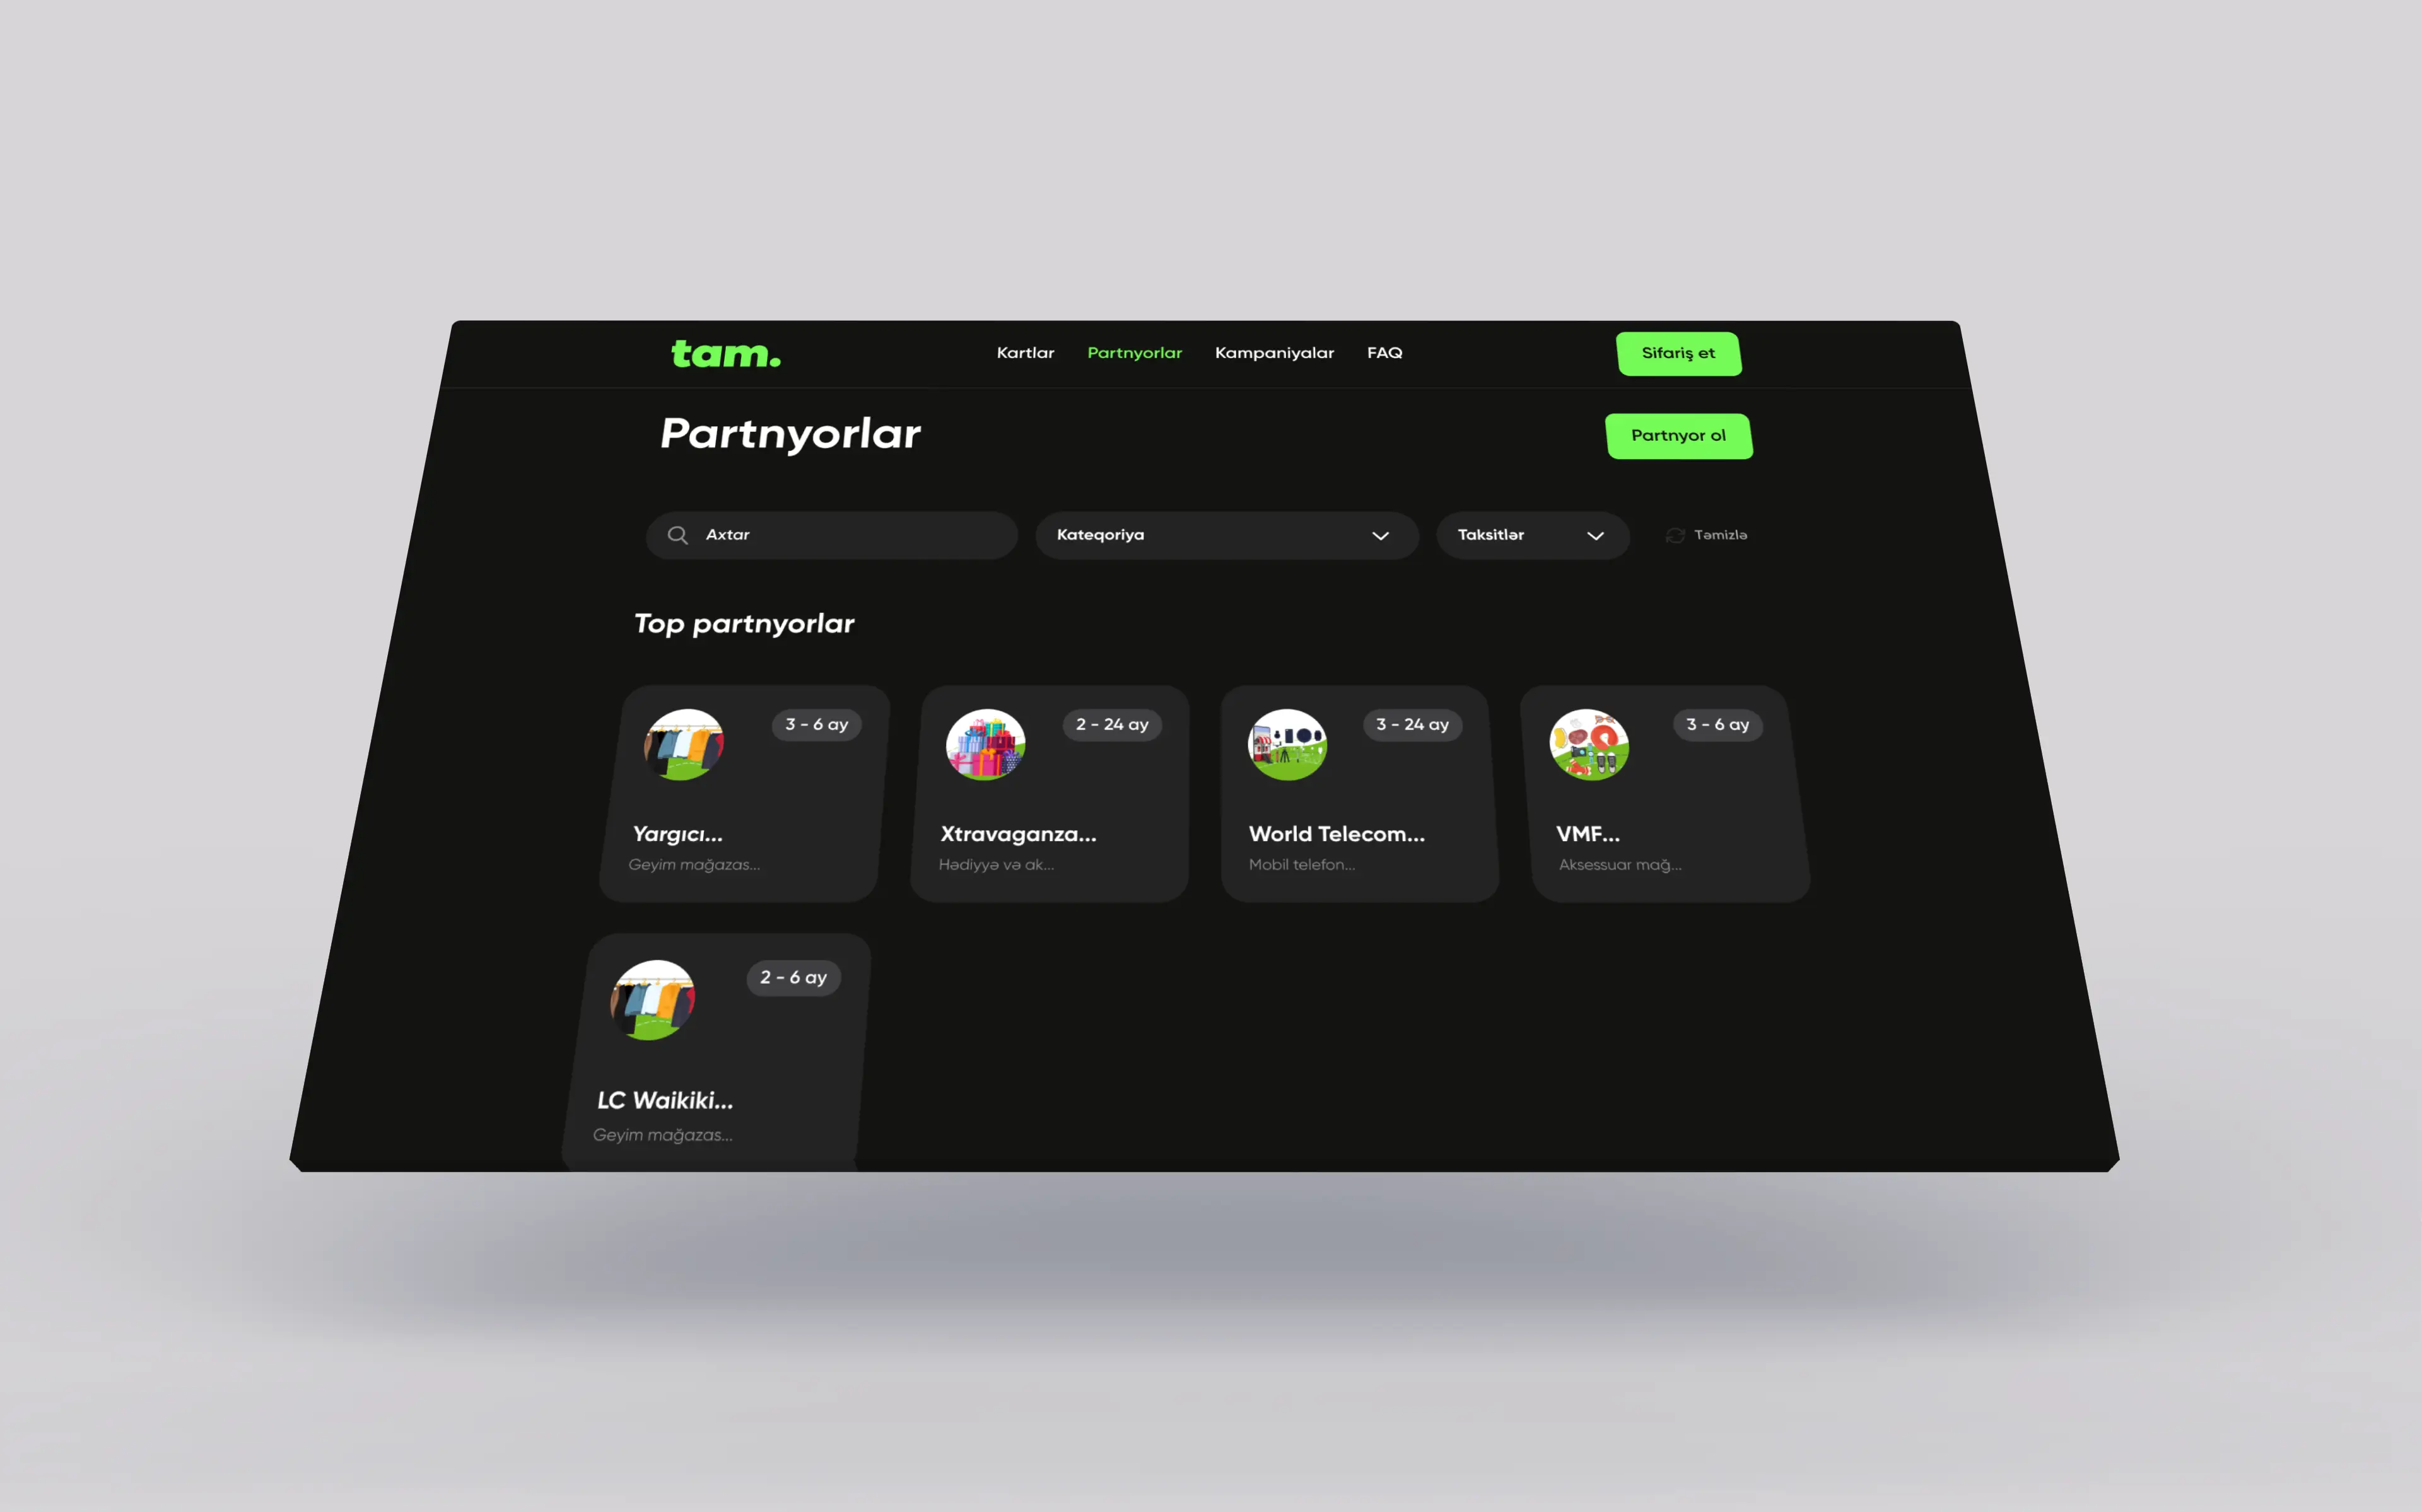 tam.
Kartlar Partnyorlar Kampaniyalar FAQ Sifariş et
Partnyorlar Partnyor ol
Axtar Kateqoriya Taksitlər Təmizlə
Top partnyorlar
3 - 6 ay
Yargıcı...
Geyim mağazas...
2 - 24 ay
Xtravaganza...
Hədiyyə və ak...
3 - 24 ay
World Telecom...
Mobil telefon...
3 - 6 ay
VMF...
Aksessuar mağ...
2 - 6 ay
LC Waikiki...
Geyim mağazas...